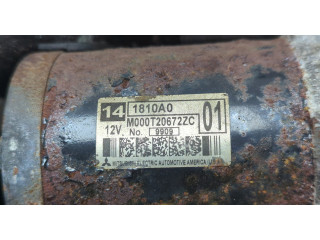 14 1810A0
M000T20672ZC 01
12V. No. 9909
MITSUBISHI ELECTRIC AUTOMOTIVE AMERICA (U.S.A.)